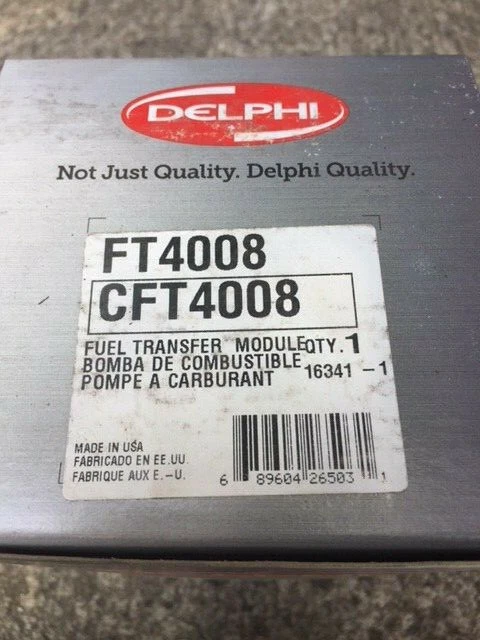 DELPHI
Not Just Quality. Delphi Quality.
FT4008
CFT4008
FUEL TRANSFER MODULE QTY. 1
BOMBA DE COMBUSTIBLE 16341 -1
POMPE A CARBURANT
MADE IN USA
FABRICADO EN EE.UU.
FABRIQUE AUX E.-U.
6 89604 26503 1